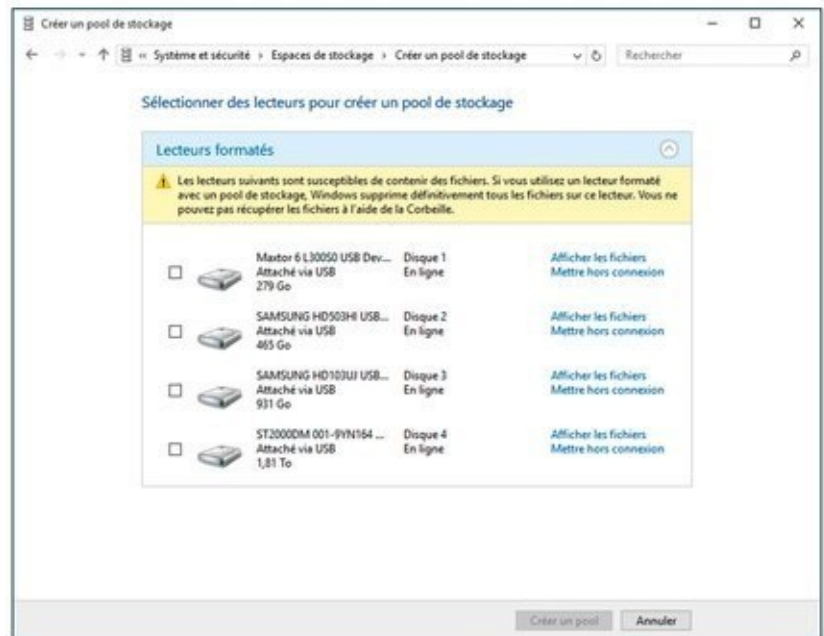 Créer un pool de stockage
« Système et sécurité › Espaces de stockage › Créer un pool de stockage
Rechercher
Sélectionner des lecteurs pour créer un pool de stockage
Lecteurs formatés
Les lecteurs suivants sont susceptibles de contenir des fichiers. Si vous utilisez un lecteur formaté
avec un pool de stockage, Windows supprime définitivement tous les fichiers sur ce lecteur. Vous ne
pouvez pas récupérer les fichiers à l'aide de la Corbeille.
Maxtor 6 L300S0 USB Dev... Disque 1 Afficher les fichiers
Attaché via USB En ligne Mettre hors connexion
279 Go
SAMSUNG HD503HI USB... Disque 2 Afficher les fichiers
Attaché via USB En ligne Mettre hors connexion
465 Go
SAMSUNG HD103UJ USB... Disque 3 Afficher les fichiers
Attaché via USB En ligne Mettre hors connexion
931 Go
ST2000DM 001-9YN164 ... Disque 4 Afficher les fichiers
Attaché via USB En ligne Mettre hors connexion
1,81 To
Créer un pool Annuler